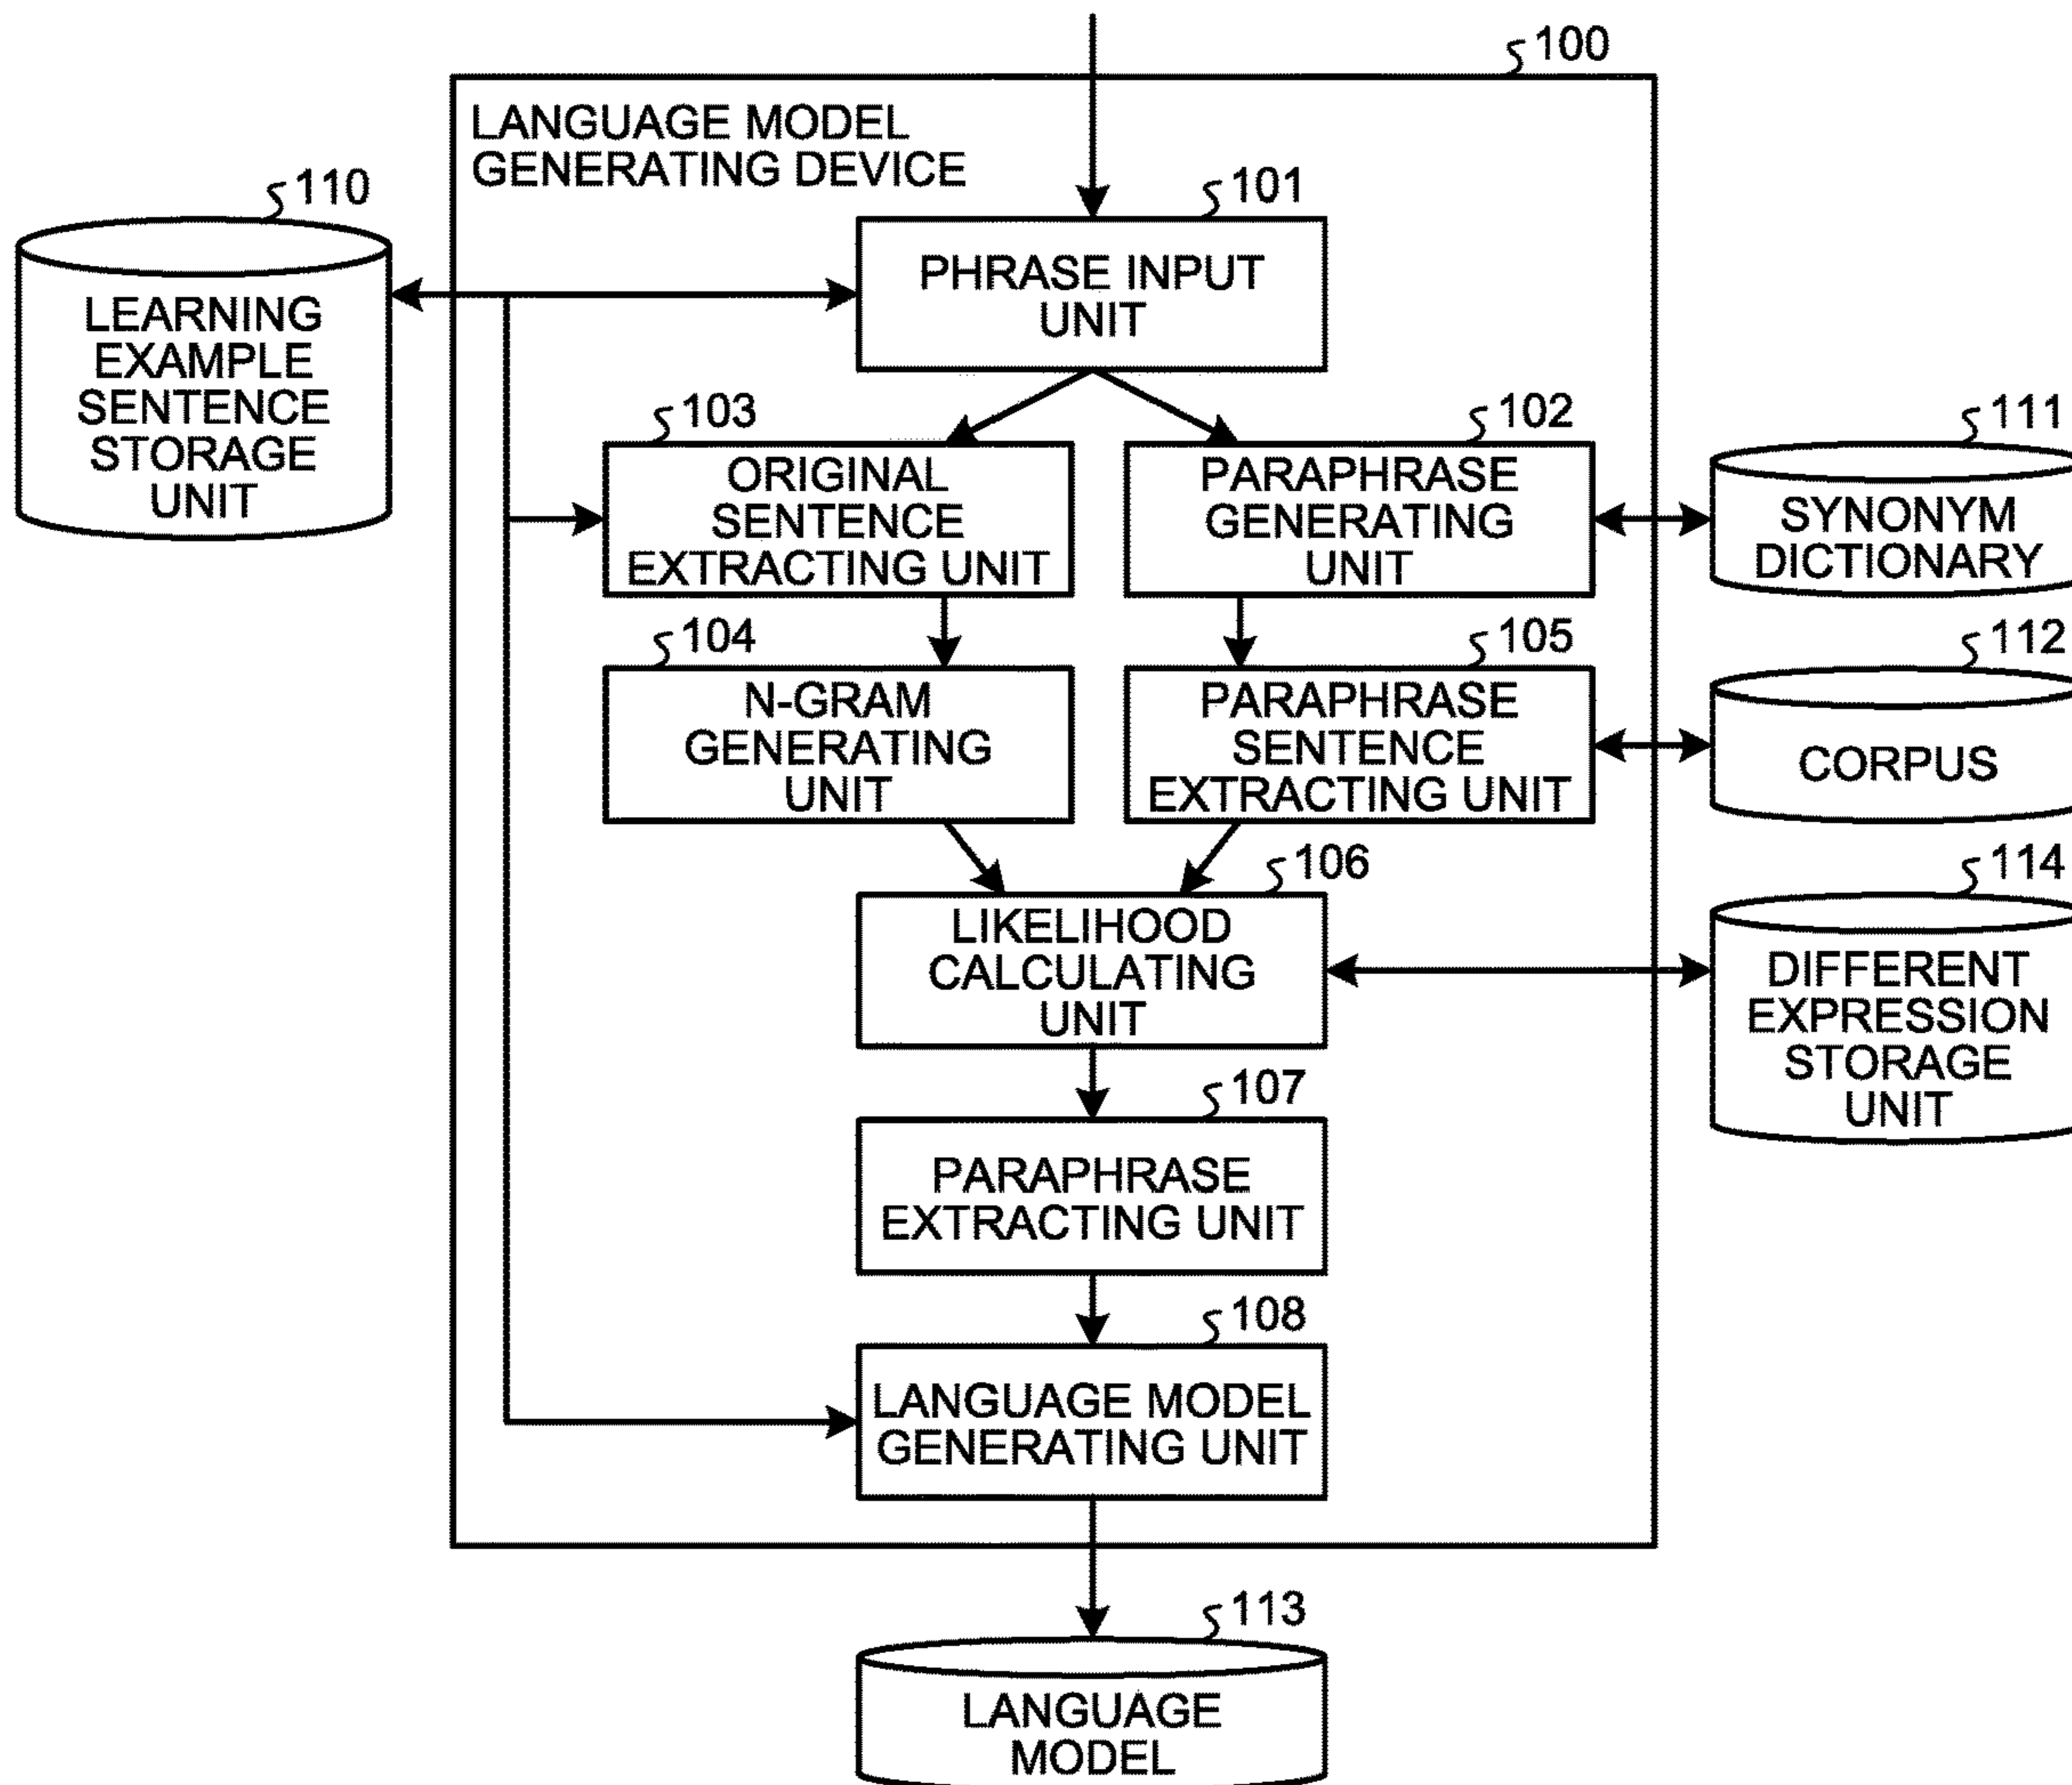 100
LANGUAGE MODEL
GENERATING DEVICE
110
LEARNING
EXAMPLE
SENTENCE
STORAGE
UNIT
101
PHRASE INPUT
UNIT
103
ORIGINAL
SENTENCE
EXTRACTING UNIT
102
PARAPHRASE
GENERATING
UNIT
111
SYNONYM
DICTIONARY
104
N-GRAM
GENERATING
UNIT
105
PARAPHRASE
SENTENCE
EXTRACTING UNIT
112
CORPUS
106
LIKELIHOOD
CALCULATING
UNIT
114
DIFFERENT
EXPRESSION
STORAGE
UNIT
107
PARAPHRASE
EXTRACTING UNIT
108
LANGUAGE MODEL
GENERATING UNIT
113
LANGUAGE
MODEL